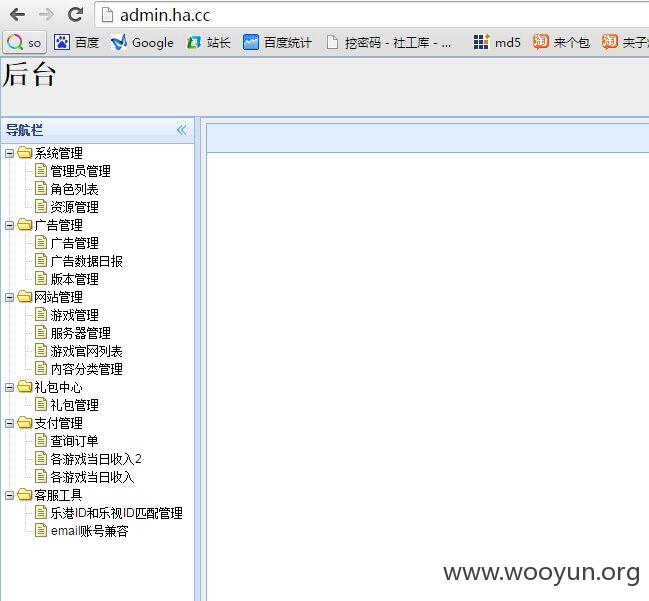 admin.ha.cc
so 百度 Google 站长 百度统计 挖密码 - 社工库 - ... md5 淘 来个包 淘
后台
导航栏
系统管理
管理员管理
角色列表
资源管理
广告管理
广告管理
广告数据日报
版本管理
网站管理
游戏管理
服务器管理
游戏官网列表
内容分类管理
礼包中心
礼包管理
支付管理
查询订单
各游戏当日收入2
各游戏当日收入
客服工具
乐港ID和乐视ID匹配管理
email账号兼容
www.wooyun.org